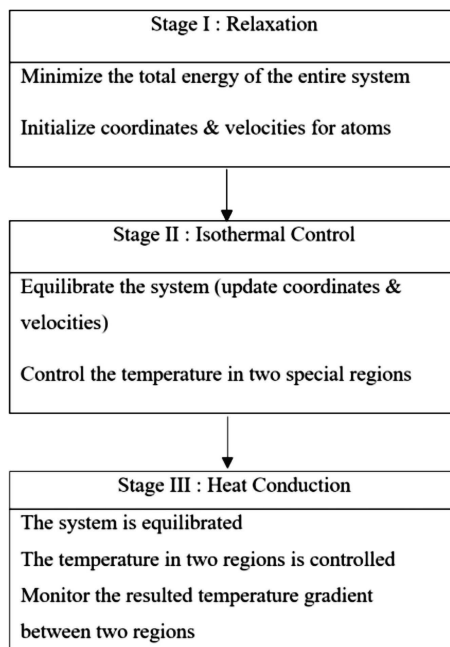 Stage I : Relaxation
Minimize the total energy of the entire system
Initialize coordinates & velocities for atoms
Stage II : Isothermal Control
Equilibrate the system (update coordinates &
velocities)
Control the temperature in two special regions
Stage III : Heat Conduction
The system is equilibrated
The temperature in two regions is controlled
Monitor the resulted temperature gradient
between two regions